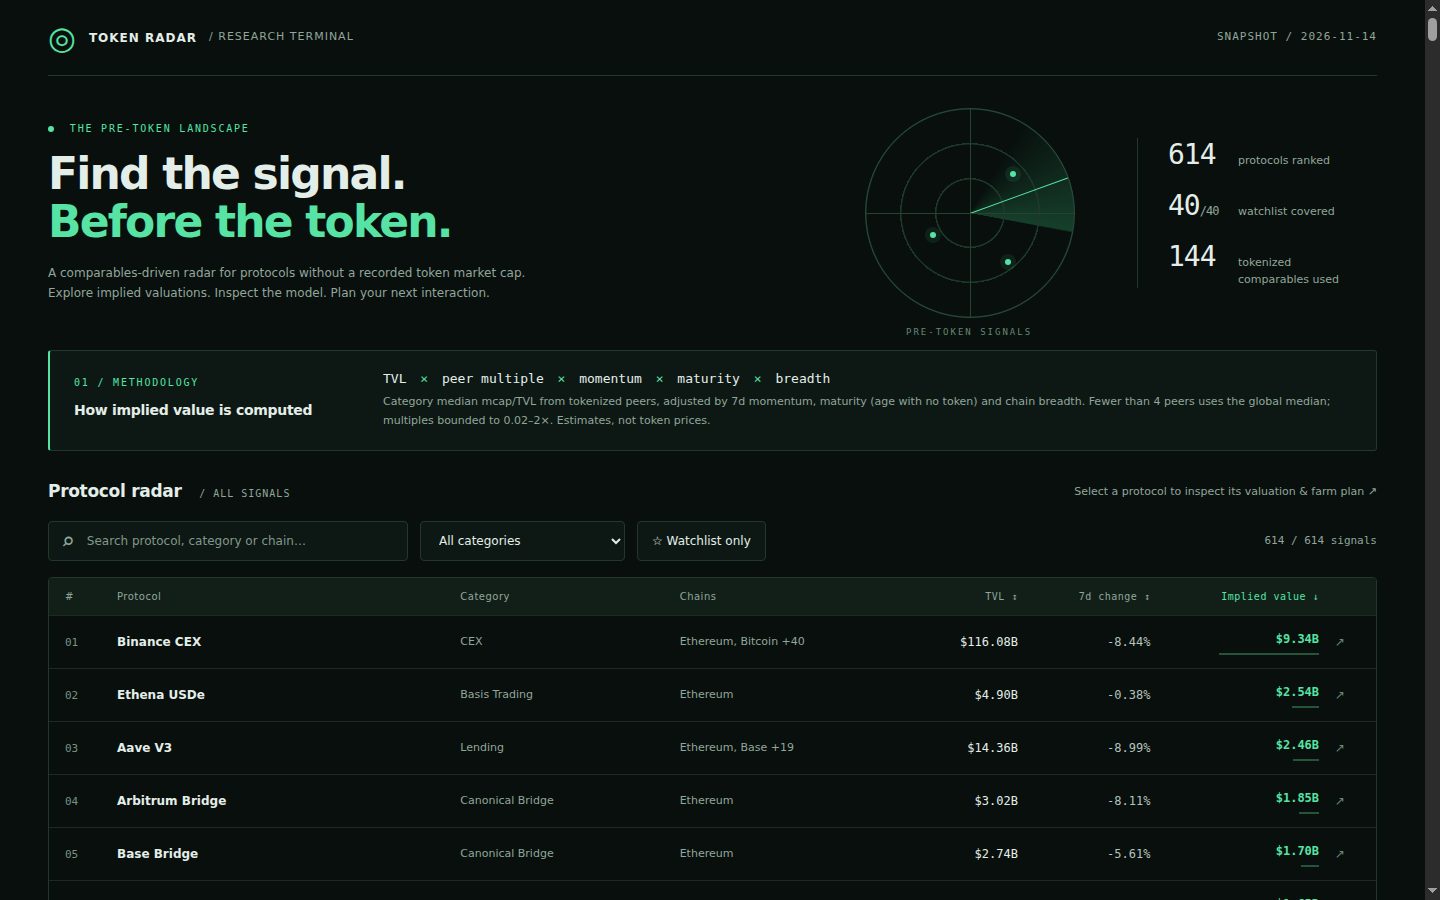 TOKEN RADAR / RESEARCH TERMINAL
SNAPSHOT / 2026-11-14
THE PRE-TOKEN LANDSCAPE
Find the signal.
Before the token.
A comparables-driven radar for protocols without a recorded token market cap.
Explore implied valuations. Inspect the model. Plan your next interaction.
PRE-TOKEN SIGNALS
614 protocols ranked
40/40 watchlist covered
144 tokenized
comparables used
01 / METHODOLOGY
How implied value is computed
TVL × peer multiple × momentum × maturity × breadth
Category median mcap/TVL from tokenized peers, adjusted by 7d momentum, maturity (age with no token) and chain breadth. Fewer than 4 peers uses the global median;
multiples bounded to 0.02–2×. Estimates, not token prices.
Protocol radar / ALL SIGNALS
Select a protocol to inspect its valuation & farm plan ↗
Search protocol, category or chain…
All categories
☆ Watchlist only
614 / 614 signals
# Protocol Category Chains TVL ↕ 7d change ↕ Implied value ↓
01 Binance CEX CEX Ethereum, Bitcoin +40 $116.08B -8.44% $9.34B ↗
02 Ethena USDe Basis Trading Ethereum $4.90B -0.38% $2.54B ↗
03 Aave V3 Lending Ethereum, Base +19 $14.36B -8.99% $2.46B ↗
04 Arbitrum Bridge Canonical Bridge Ethereum $3.02B -8.11% $1.85B ↗
05 Base Bridge Canonical Bridge Ethereum $2.74B -5.61% $1.70B ↗